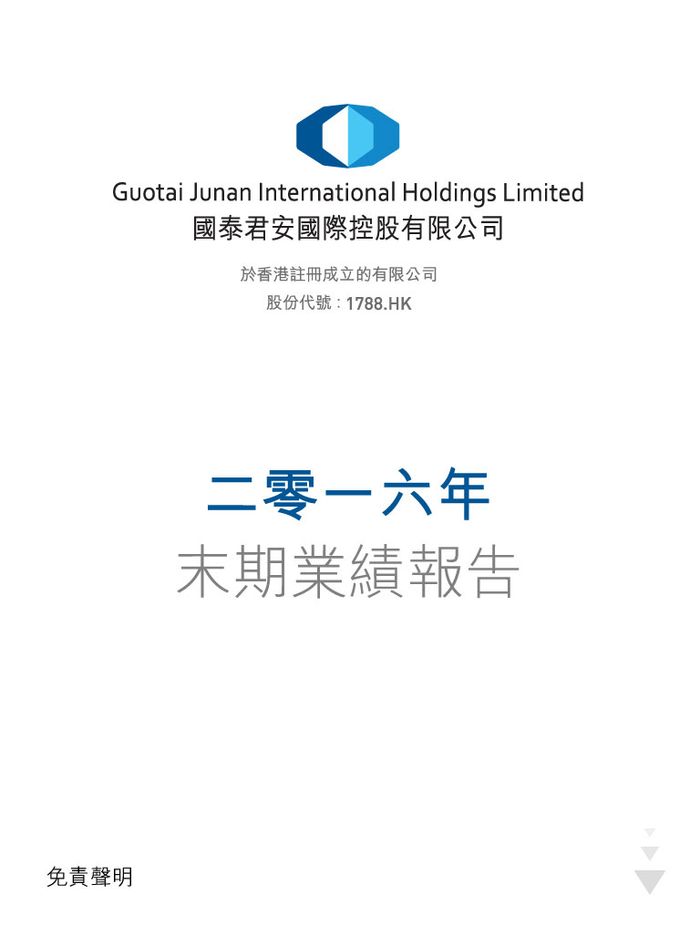 Guotai Junan International Holdings Limited
國泰君安國際控股有限公司
於香港註冊成立的有限公司
股份代號：1788.HK
二零一六年
末期業績報告
免責聲明